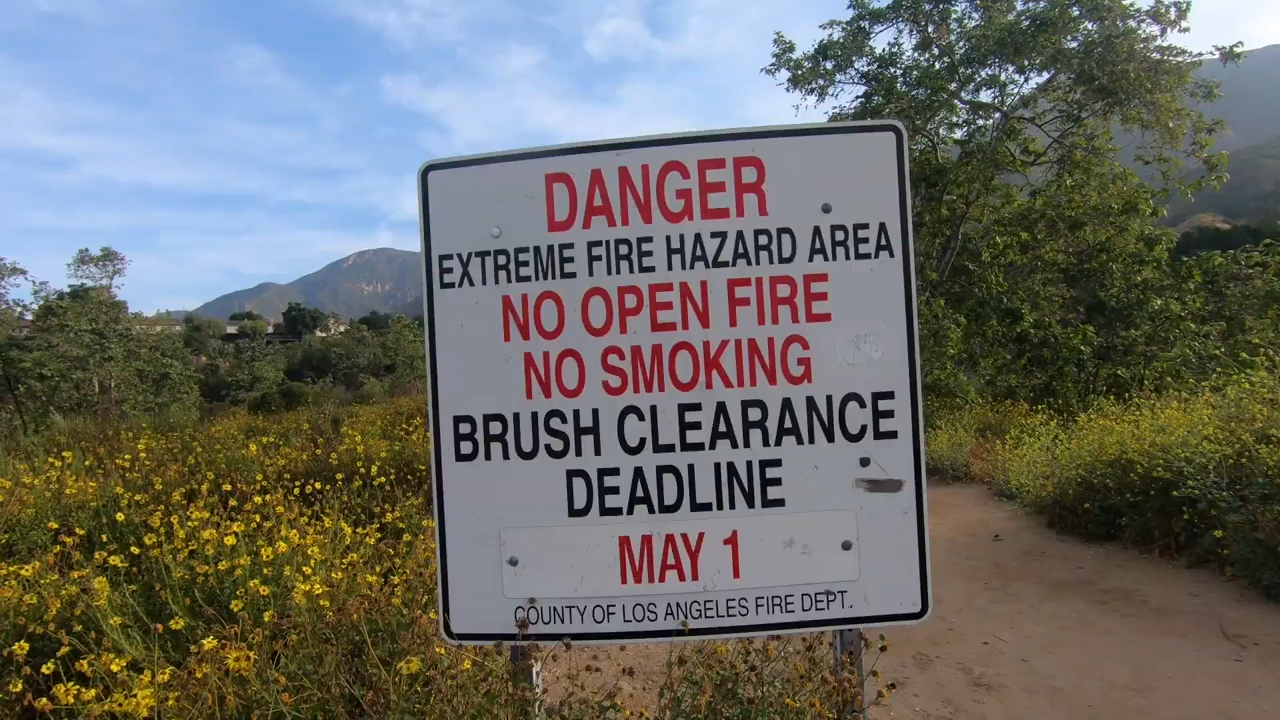 DANGER
EXTREME FIRE HAZARD AREA
NO OPEN FIRE
NO SMOKING
BRUSH CLEARANCE
DEADLINE
MAY 1
COUNTY OF LOS ANGELES FIRE DEPT.